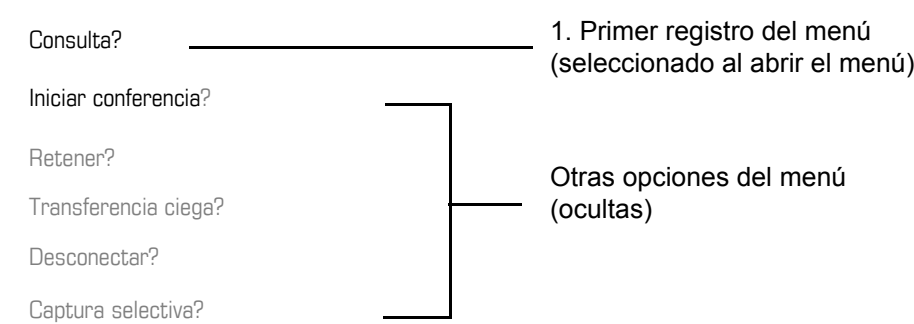 Consulta?
1. Primer registro del menú
(seleccionado al abrir el menú)
Iniciar conferencia?
Retener?
Transferencia ciega?
Desconectar?
Captura selectiva?
Otras opciones del menú
(ocultas)